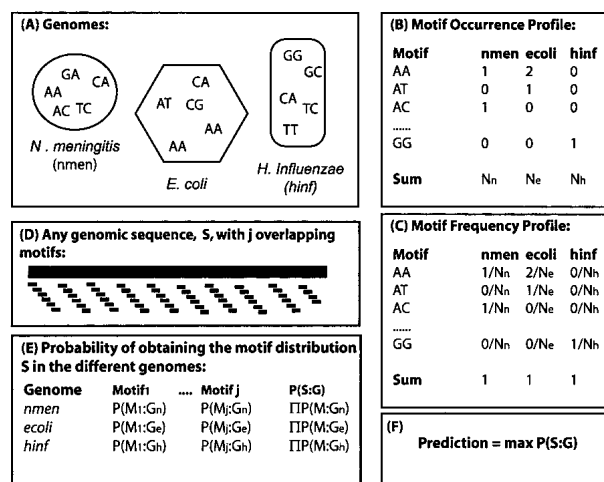 (A) Genomes:
GA CA
AA
AC TC
N . meningitis
(nmen)
CA
AT CG
AA
AA
E. coli
GG
GC
CA
TC
TT
H. Influenzae
(hinf)
(B) Motif Occurrence Profile:
Motif nmen ecoli hinf
AA 1 2 0
AT 0 1 0
AC 1 0 0
......
GG 0 0 1
Sum Nn Ne Nh
(C) Motif Frequency Profile:
Motif nmen ecoli hinf
AA 1/Nn 2/Ne 0/Nh
AT 0/Nn 1/Ne 0/Nh
AC 1/Nn 0/Ne 0/Nh
......
GG 0/Nn 0/Ne 1/Nh
Sum 1 1 1
(D) Any genomic sequence, S, with j overlapping
motifs:
(E) Probability of obtaining the motif distribution
S in the different genomes:
Genome Motif1 .... Motif j P(S:G)
nmen P(M1:Gn) P(Mj:Gn) ΠP(M:Gn)
ecoli P(M1:Ge) P(Mj:Ge) ΠP(M:Ge)
hinf P(M1:Gh) P(Mj:Gh) ΠP(M:Gh)
(F)
Prediction = max P(S:G)